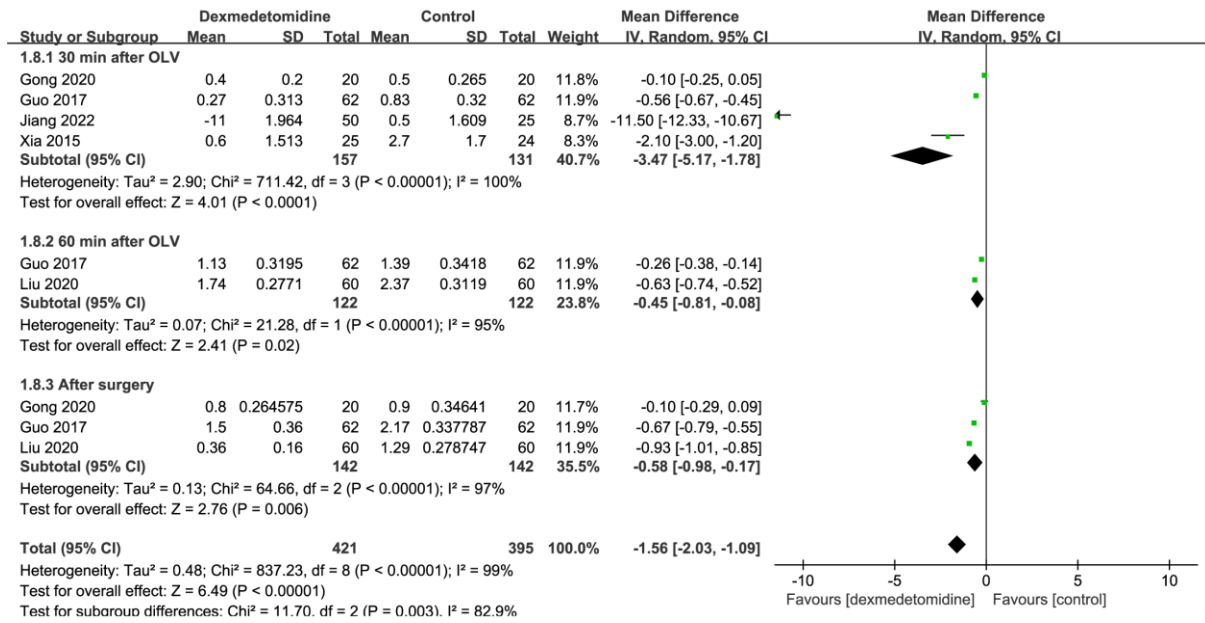 Dexmedetomidine Control Mean Difference Mean Difference
Study or Subgroup Mean SD Total Mean SD Total Weight IV, Random, 95% CI IV, Random, 95% CI
1.8.1 30 min after OLV
Gong 2020 0.4 0.2 20 0.5 0.265 20 11.8% -0.10 [-0.25, 0.05]
Guo 2017 0.27 0.313 62 0.83 0.32 62 11.9% -0.56 [-0.67, -0.45]
Jiang 2022 -11 1.964 50 0.5 1.609 25 8.7% -11.50 [-12.33, -10.67]
Xia 2015 0.6 1.513 25 2.7 1.7 24 8.3% -2.10 [-3.00, -1.20]
Subtotal (95% CI) 157 131 40.7% -3.47 [-5.17, -1.78]
Heterogeneity: Tau² = 2.90; Chi² = 711.42, df = 3 (P < 0.00001); I² = 100%
Test for overall effect: Z = 4.01 (P < 0.0001)
1.8.2 60 min after OLV
Guo 2017 1.13 0.3195 62 1.39 0.3418 62 11.9% -0.26 [-0.38, -0.14]
Liu 2020 1.74 0.2771 60 2.37 0.3119 60 11.9% -0.63 [-0.74, -0.52]
Subtotal (95% CI) 122 122 23.8% -0.45 [-0.81, -0.08]
Heterogeneity: Tau² = 0.07; Chi² = 21.28, df = 1 (P < 0.00001); I² = 95%
Test for overall effect: Z = 2.41 (P = 0.02)
1.8.3 After surgery
Gong 2020 0.8 0.264575 20 0.9 0.34641 20 11.7% -0.10 [-0.29, 0.09]
Guo 2017 1.5 0.36 62 2.17 0.337787 62 11.9% -0.67 [-0.79, -0.55]
Liu 2020 0.36 0.16 60 1.29 0.278747 60 11.9% -0.93 [-1.01, -0.85]
Subtotal (95% CI) 142 142 35.5% -0.58 [-0.98, -0.17]
Heterogeneity: Tau² = 0.13; Chi² = 64.66, df = 2 (P < 0.00001); I² = 97%
Test for overall effect: Z = 2.76 (P = 0.006)
Total (95% CI) 421 395 100.0% -1.56 [-2.03, -1.09]
Heterogeneity: Tau² = 0.48; Chi² = 837.23, df = 8 (P < 0.00001); I² = 99%
Test for overall effect: Z = 6.49 (P < 0.00001)
Test for subgroup differences: Chi² = 11.70, df = 2 (P = 0.003), I² = 82.9%
-10 -5 0 5 10
Favours [dexmedetomidine] Favours [control]